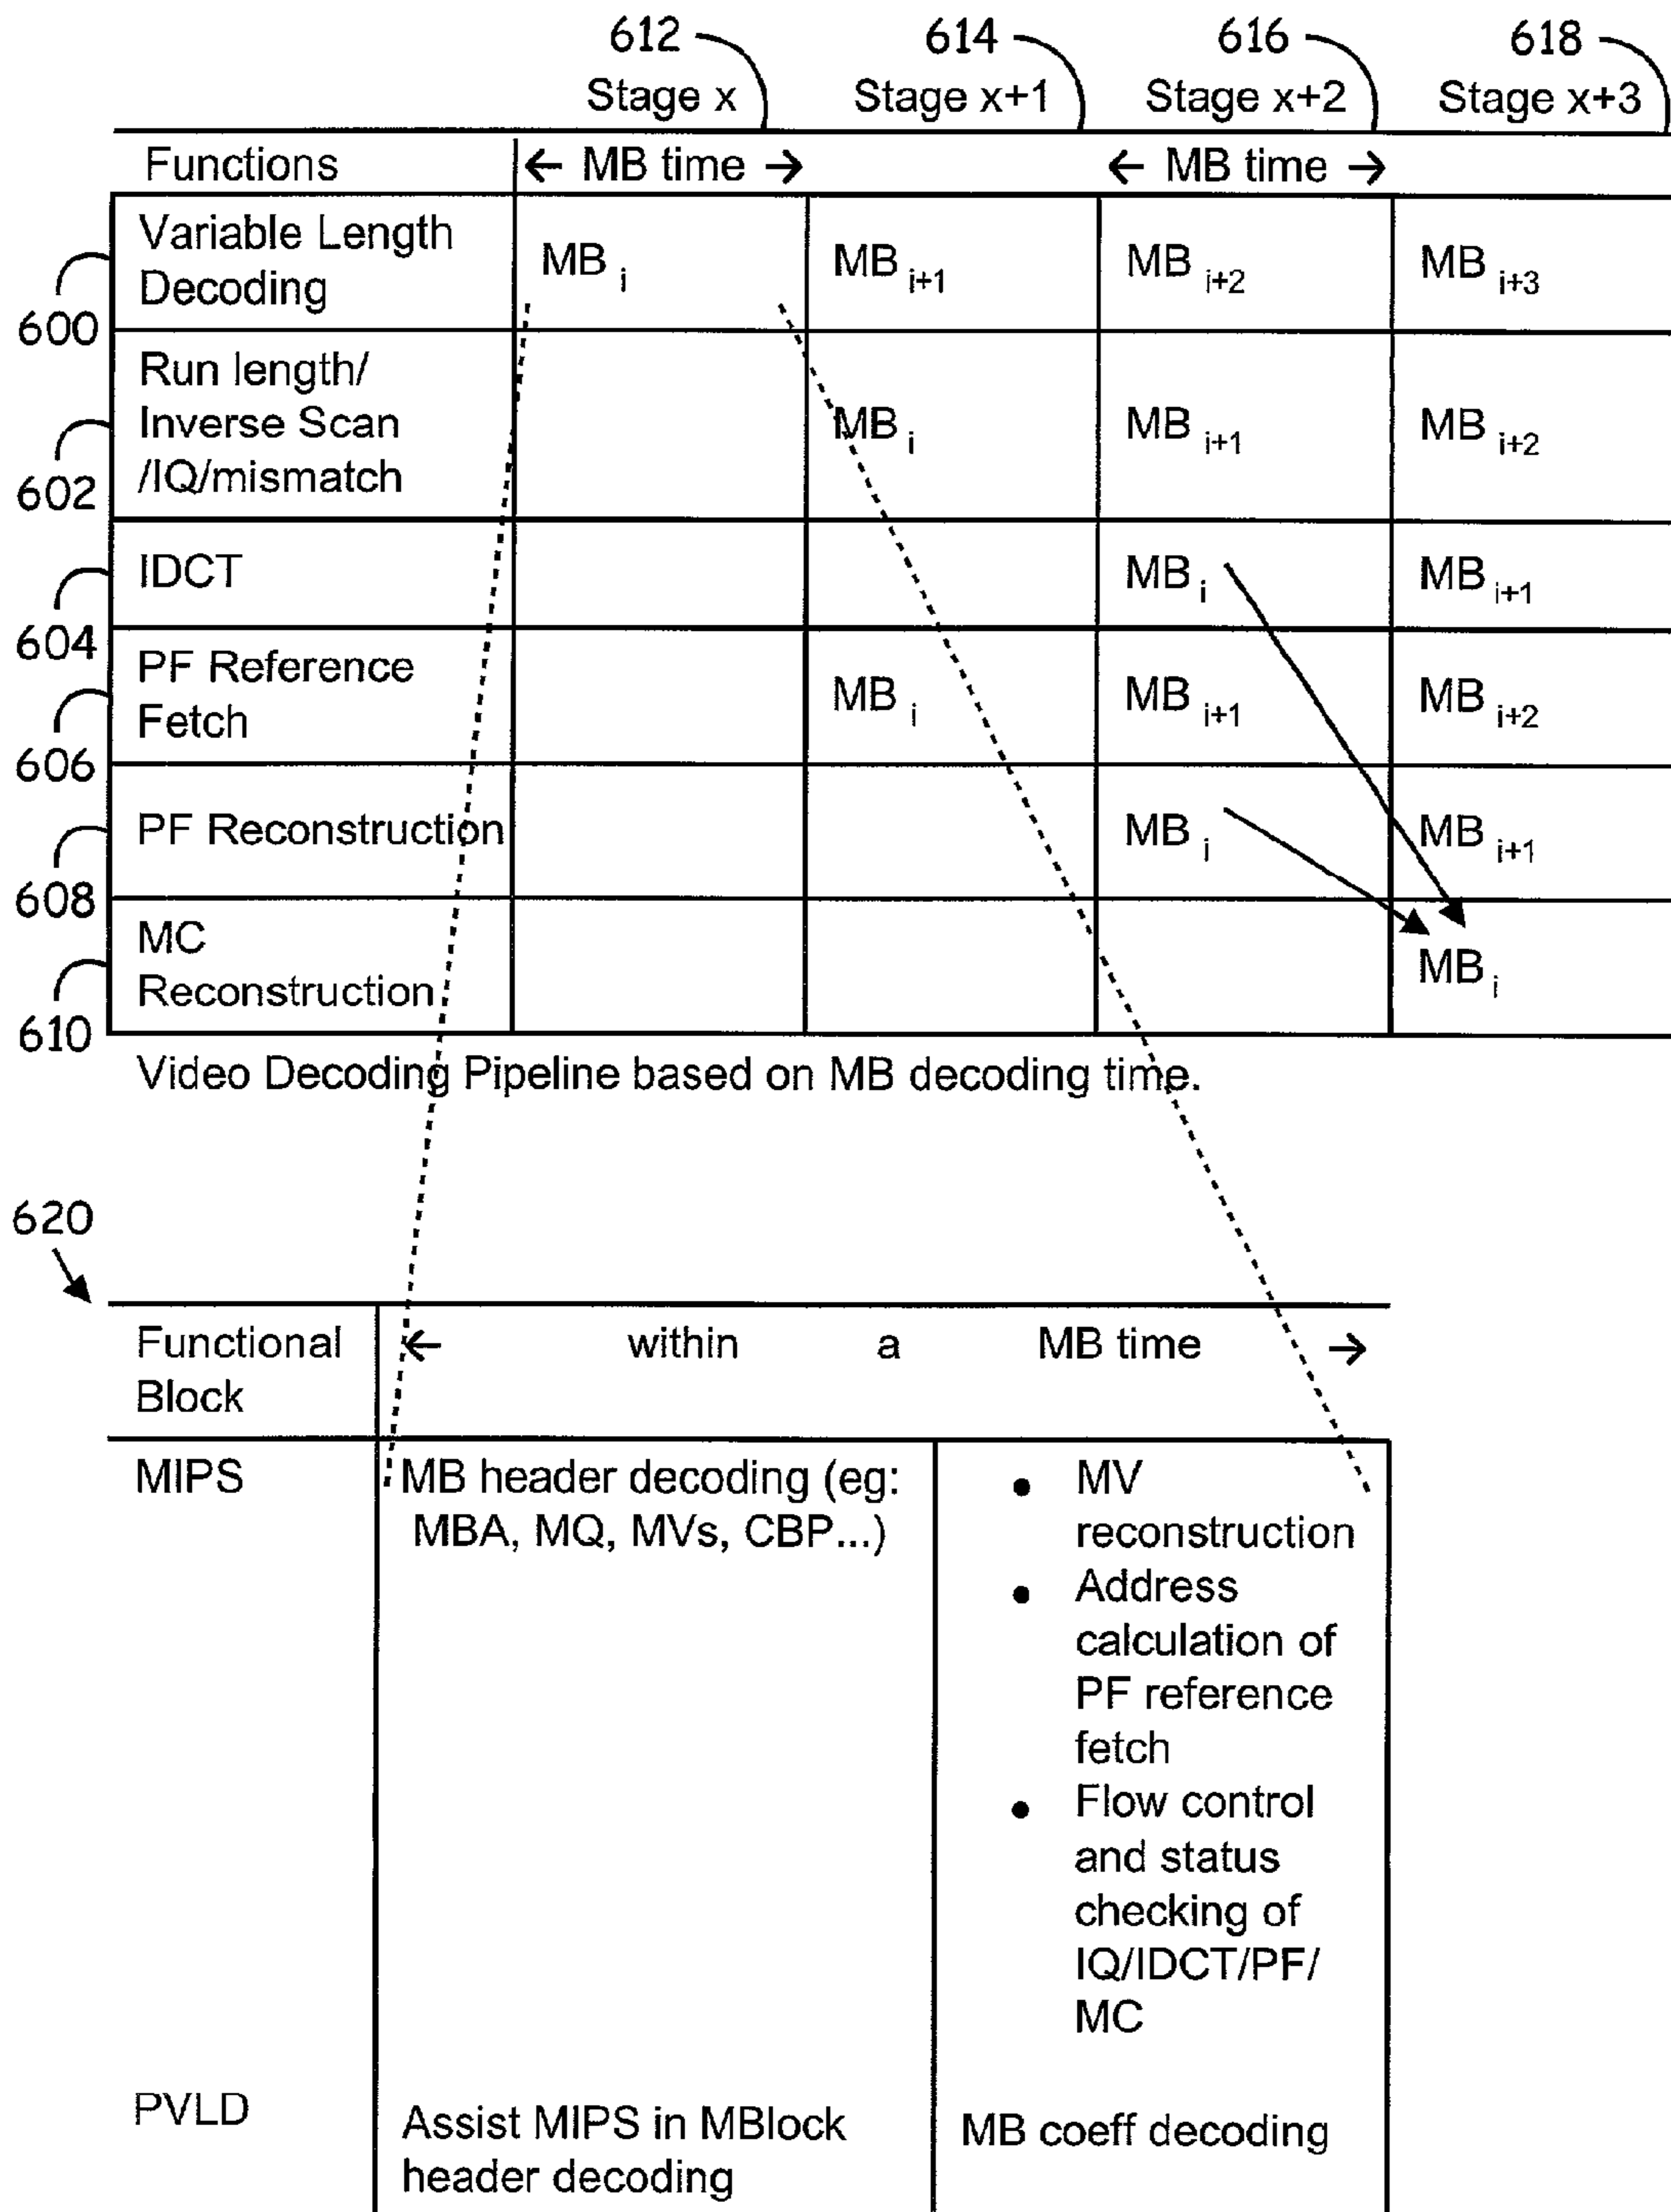 612 614 616 618
Stage x Stage x+1 Stage x+2 Stage x+3
Functions ← MB time → ← MB time →
Variable Length
Decoding
MB i MB i+1 MB i+2 MB i+3
600
Run length/
Inverse Scan
/IQ/mismatch
MB i MB i+1 MB i+2
602
IDCT MB i MB i+1
604
PF Reference
Fetch
MB i MB i+1 MB i+2
606
PF Reconstruction MB i MB i+1
608
MC
Reconstruction
MB i
610
Video Decoding Pipeline based on MB decoding time.
620
Functional
Block
← within a MB time →
MIPS
MB header decoding (eg:
MBA, MQ, MVs, CBP...)
• MV
reconstruction
• Address
calculation of
PF reference
fetch
• Flow control
and status
checking of
IQ/IDCT/PF/
MC
PVLD
Assist MIPS in MBlock
header decoding
MB coeff decoding